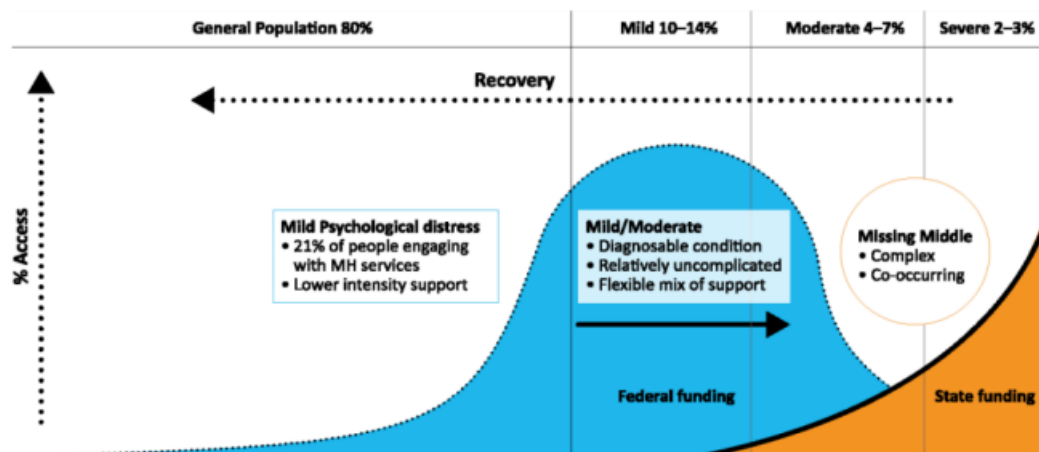 General Population 80%
Mild 10–14%
Moderate 4–7%
Severe 2–3%
Recovery
% Access
Mild Psychological distress
• 21% of people engaging
with MH services
• Lower intensity support
Mild/Moderate
• Diagnosable condition
• Relatively uncomplicated
• Flexible mix of support
Missing Middle
• Complex
• Co-occurring
Federal funding
State funding